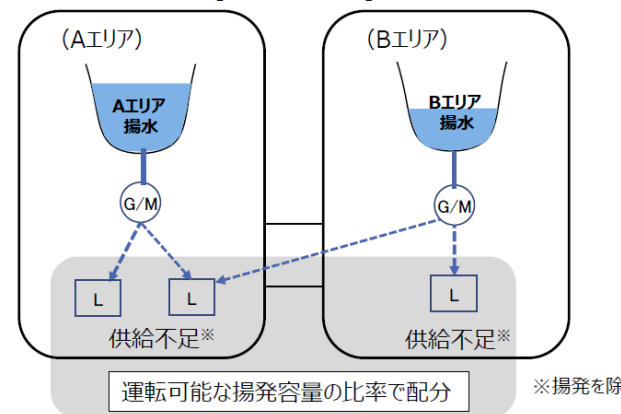 (Aエリア)
(Bエリア)
Aエリア
揚水
Bエリア
揚水
G/M
G/M
L
L
L
供給不足※
供給不足※
運転可能な揚発容量の比率で配分
※揚発を除